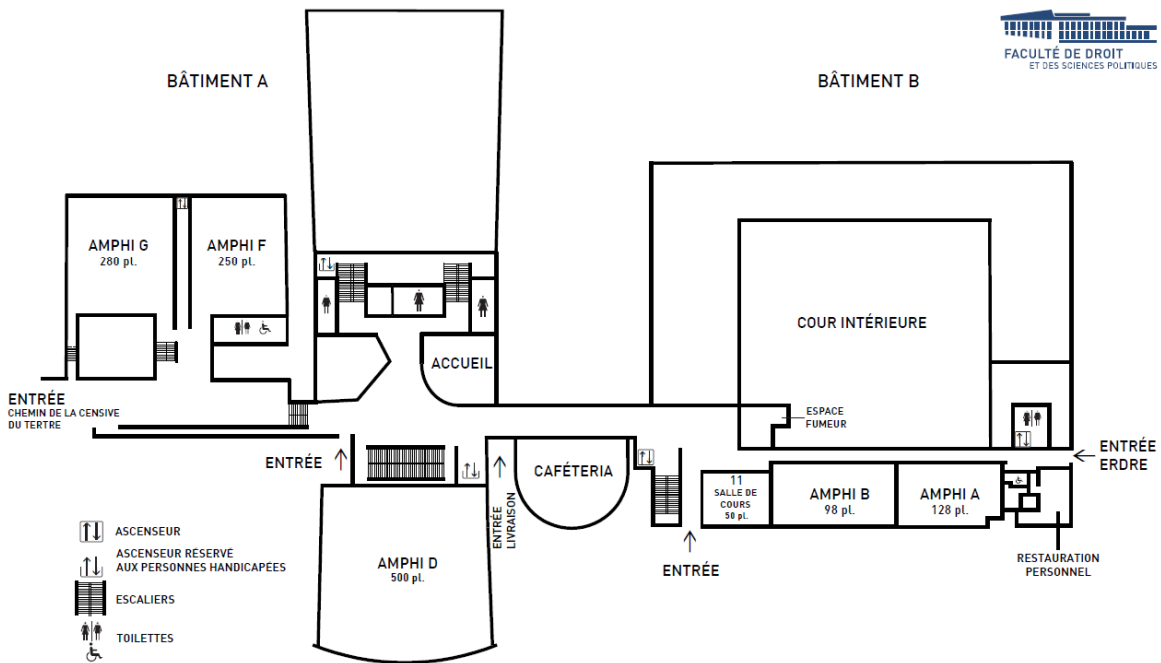 FACULTÉ DE DROIT
ET DES SCIENCES POLITIQUES
BÂTIMENT A
BÂTIMENT B
AMPHI G
280 pl.
AMPHI F
250 pl.
COUR INTÉRIEURE
ACCUEIL
ENTRÉE
CHEMIN DE LA CENSIVE
DU TERTRE
ESPACE
FUMEUR
ENTRÉE
ENTRÉE
ERDRE
CAFÉTERIA
11
SALLE DE
COURS
50 pl.
AMPHI B
98 pl.
AMPHI A
128 pl.
ENTRÉE
LIVRAISON
ASCENSEUR
ASCENSEUR RÉSERVÉ
AUX PERSONNES HANDICAPÉES
AMPHI D
500 pl.
ENTRÉE
RESTAURATION
PERSONNEL
ESCALIERS
TOILETTES